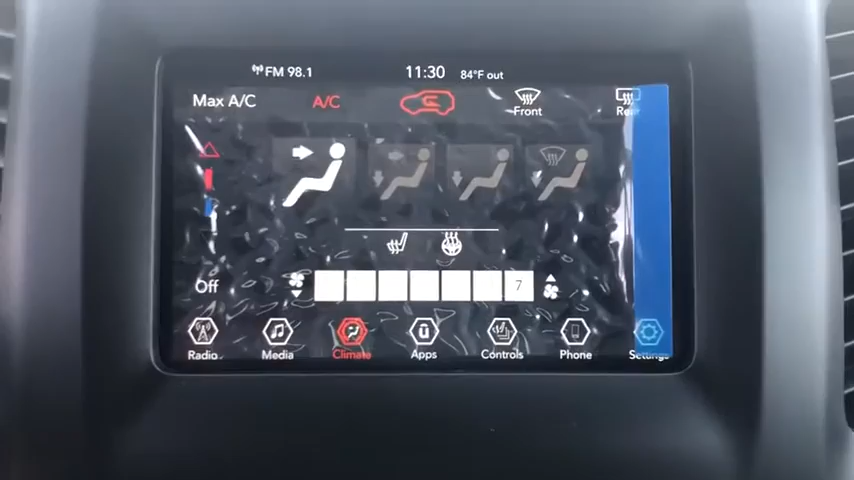 FM 98.1 11:30 84°F out
Max A/C A/C
Front Rear
Off 7
Radio Media Climate Apps Controls Phone Settings